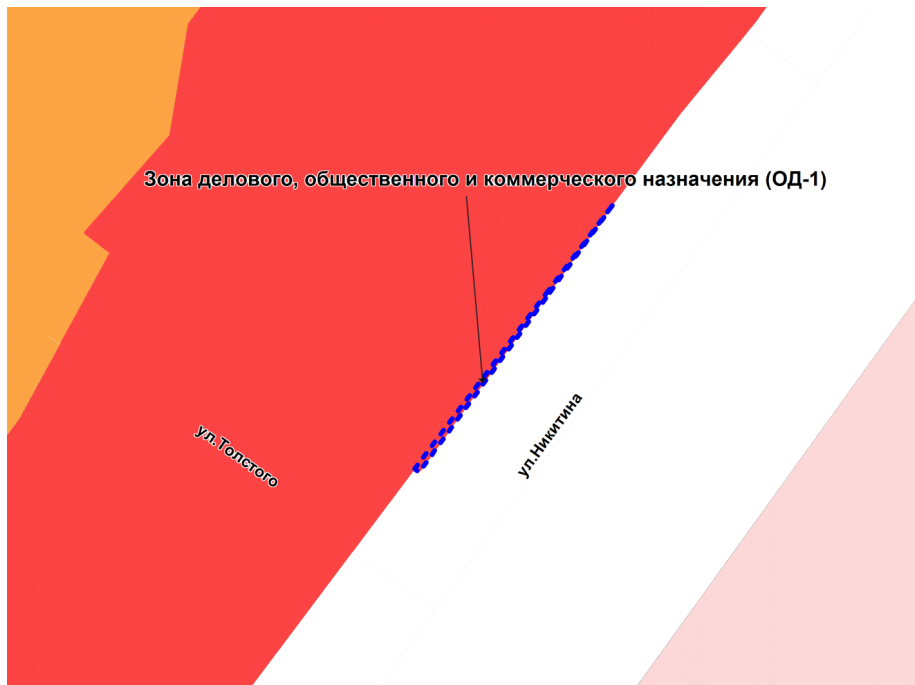 Зона делового, общественного и коммерческого назначения (ОД-1)
ул.Толстого
ул.Никитина